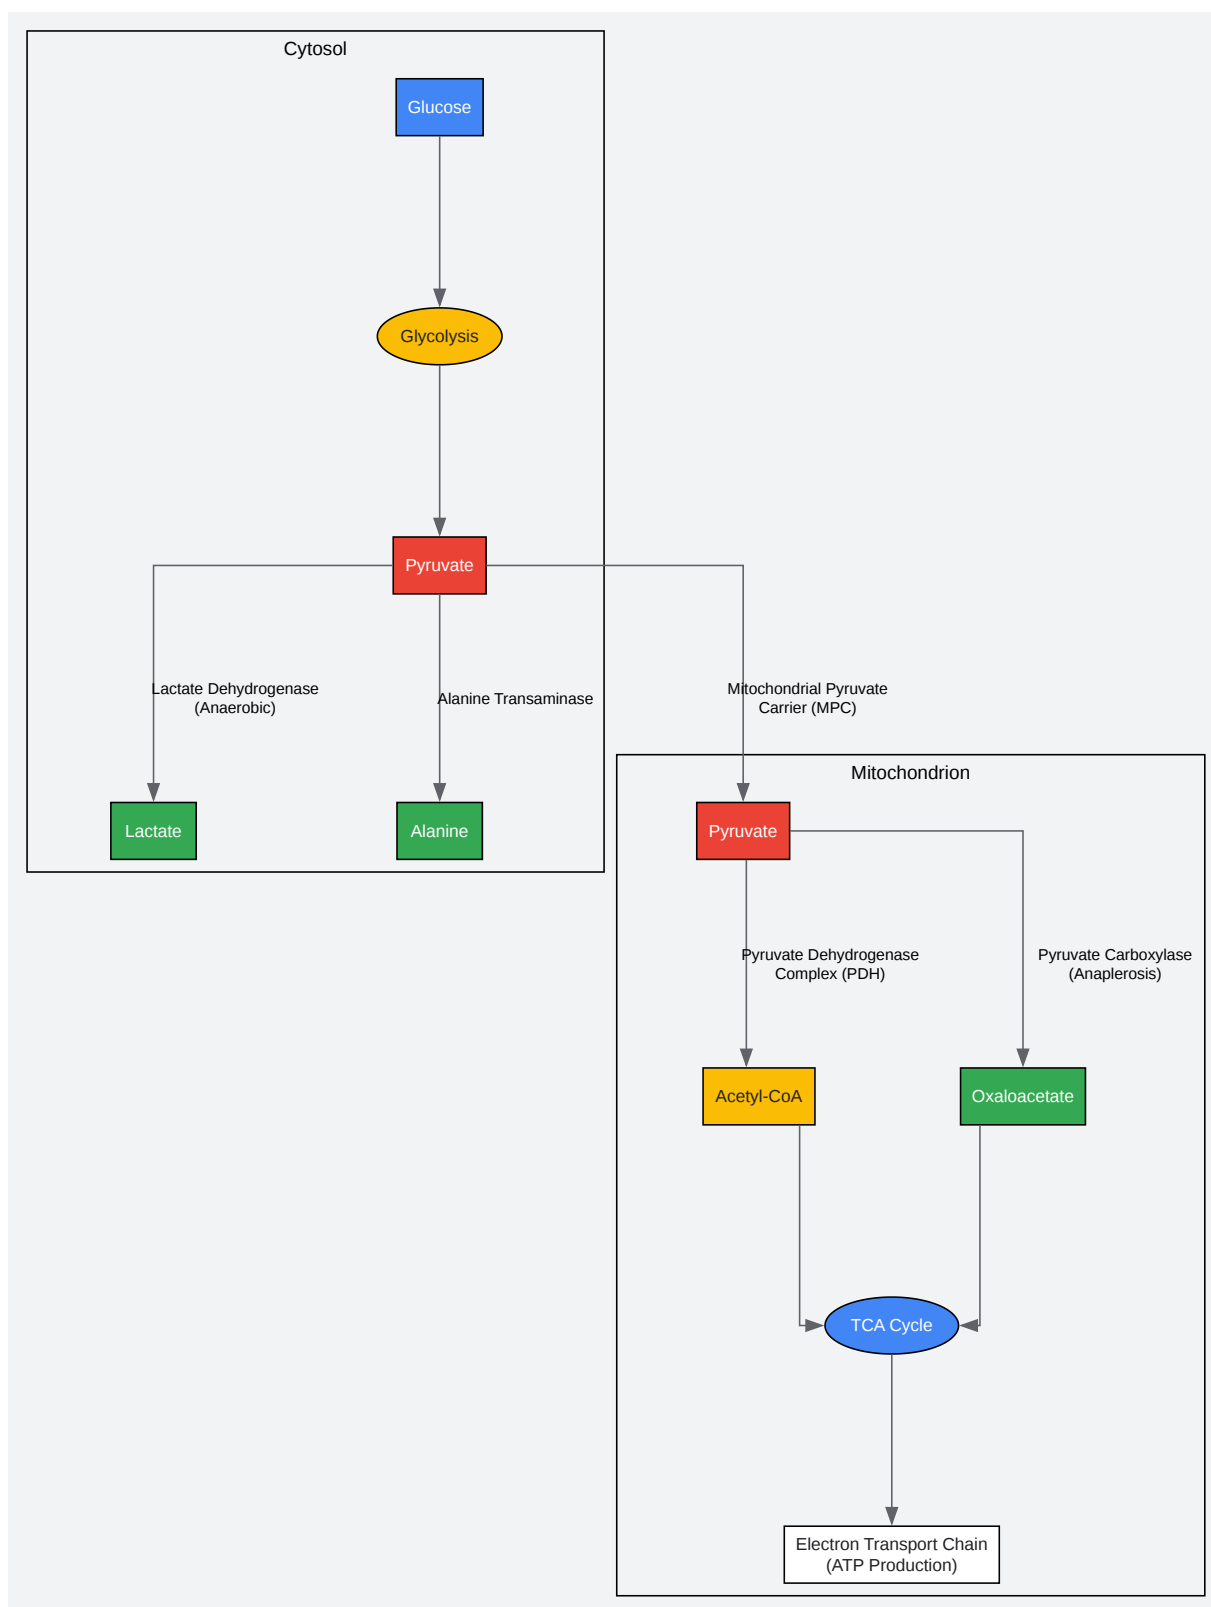 Cytosol
Glucose
Glycolysis
Pyruvate
Lactate Dehydrogenase
(Anaerobic)
Alanine Transaminase
Mitochondrial Pyruvate
Carrier (MPC)
Lactate
Alanine
Mitochondrion
Pyruvate
Pyruvate Dehydrogenase
Complex (PDH)
Pyruvate Carboxylase
(Anaplerosis)
Acetyl-CoA
Oxaloacetate
TCA Cycle
Electron Transport Chain
(ATP Production)